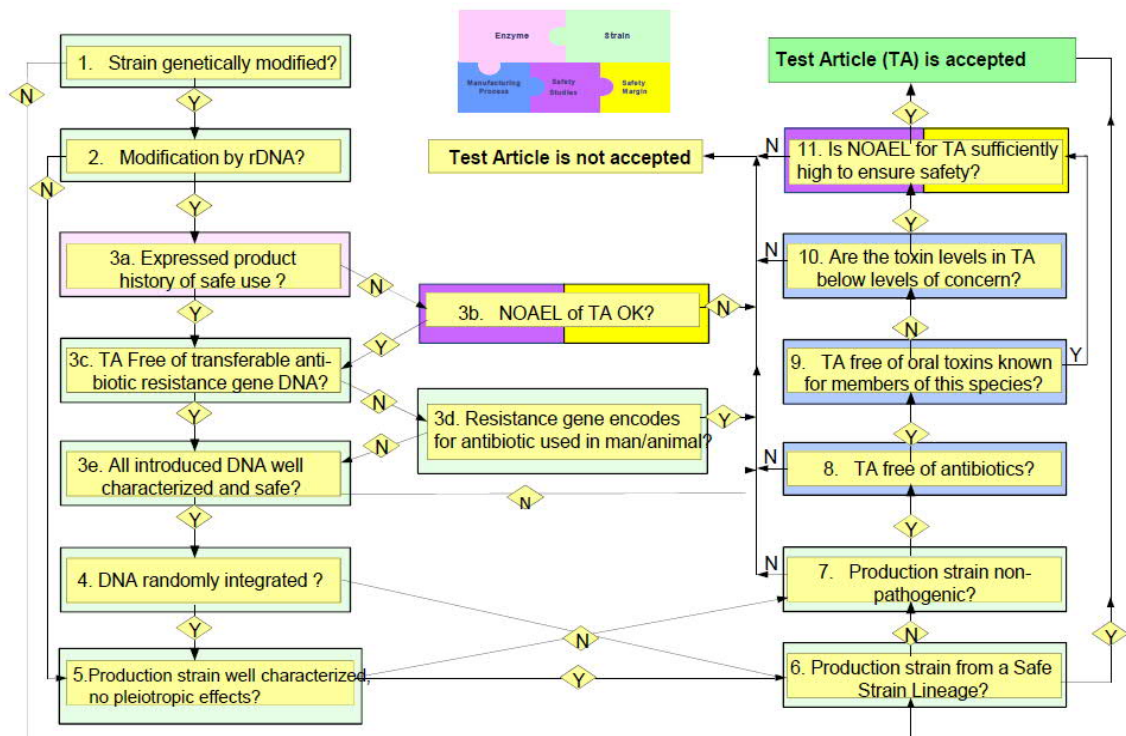 Enzyme
Strain
Manufacturing
Process
Safety
Studies
Safety
Margin
1. Strain genetically modified?
N
Y
2. Modification by rDNA?
N
Y
3a. Expressed product
history of safe use ?
N
Y
3b. NOAEL of TA OK?
N
Y
3c. TA Free of transferable anti-
biotic resistance gene DNA?
N
Y
3d. Resistance gene encodes
for antibiotic used in man/animal?
Y
N
3e. All introduced DNA well
characterized and safe?
N
Y
4. DNA randomly integrated ?
Y
N
5.Production strain well characterized,
no pleiotropic effects?
Y
6. Production strain from a Safe
Strain Lineage?
Y
N
7. Production strain non-
pathogenic?
N
Y
8. TA free of antibiotics?
N
Y
9. TA free of oral toxins known
for members of this species?
Y
N
10. Are the toxin levels in TA
below levels of concern?
N
Y
11. Is NOAEL for TA sufficiently
high to ensure safety?
N
Y
Test Article is not accepted
Test Article (TA) is accepted